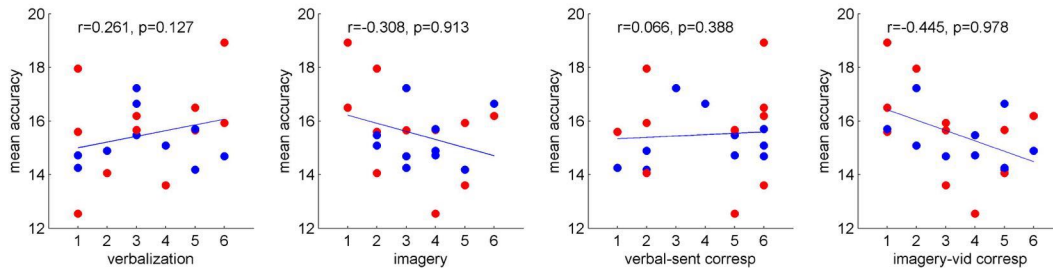 r=0.261, p=0.127
20
18
16
14
12
mean accuracy
1 2 3 4 5 6
verbalization
r=-0.308, p=0.913
20
18
16
14
12
mean accuracy
1 2 3 4 5 6
imagery
r=0.066, p=0.388
20
18
16
14
12
mean accuracy
1 2 3 4 5 6
verbal-sent corresp
r=-0.445, p=0.978
20
18
16
14
12
mean accuracy
1 2 3 4 5 6
imagery-vid corresp